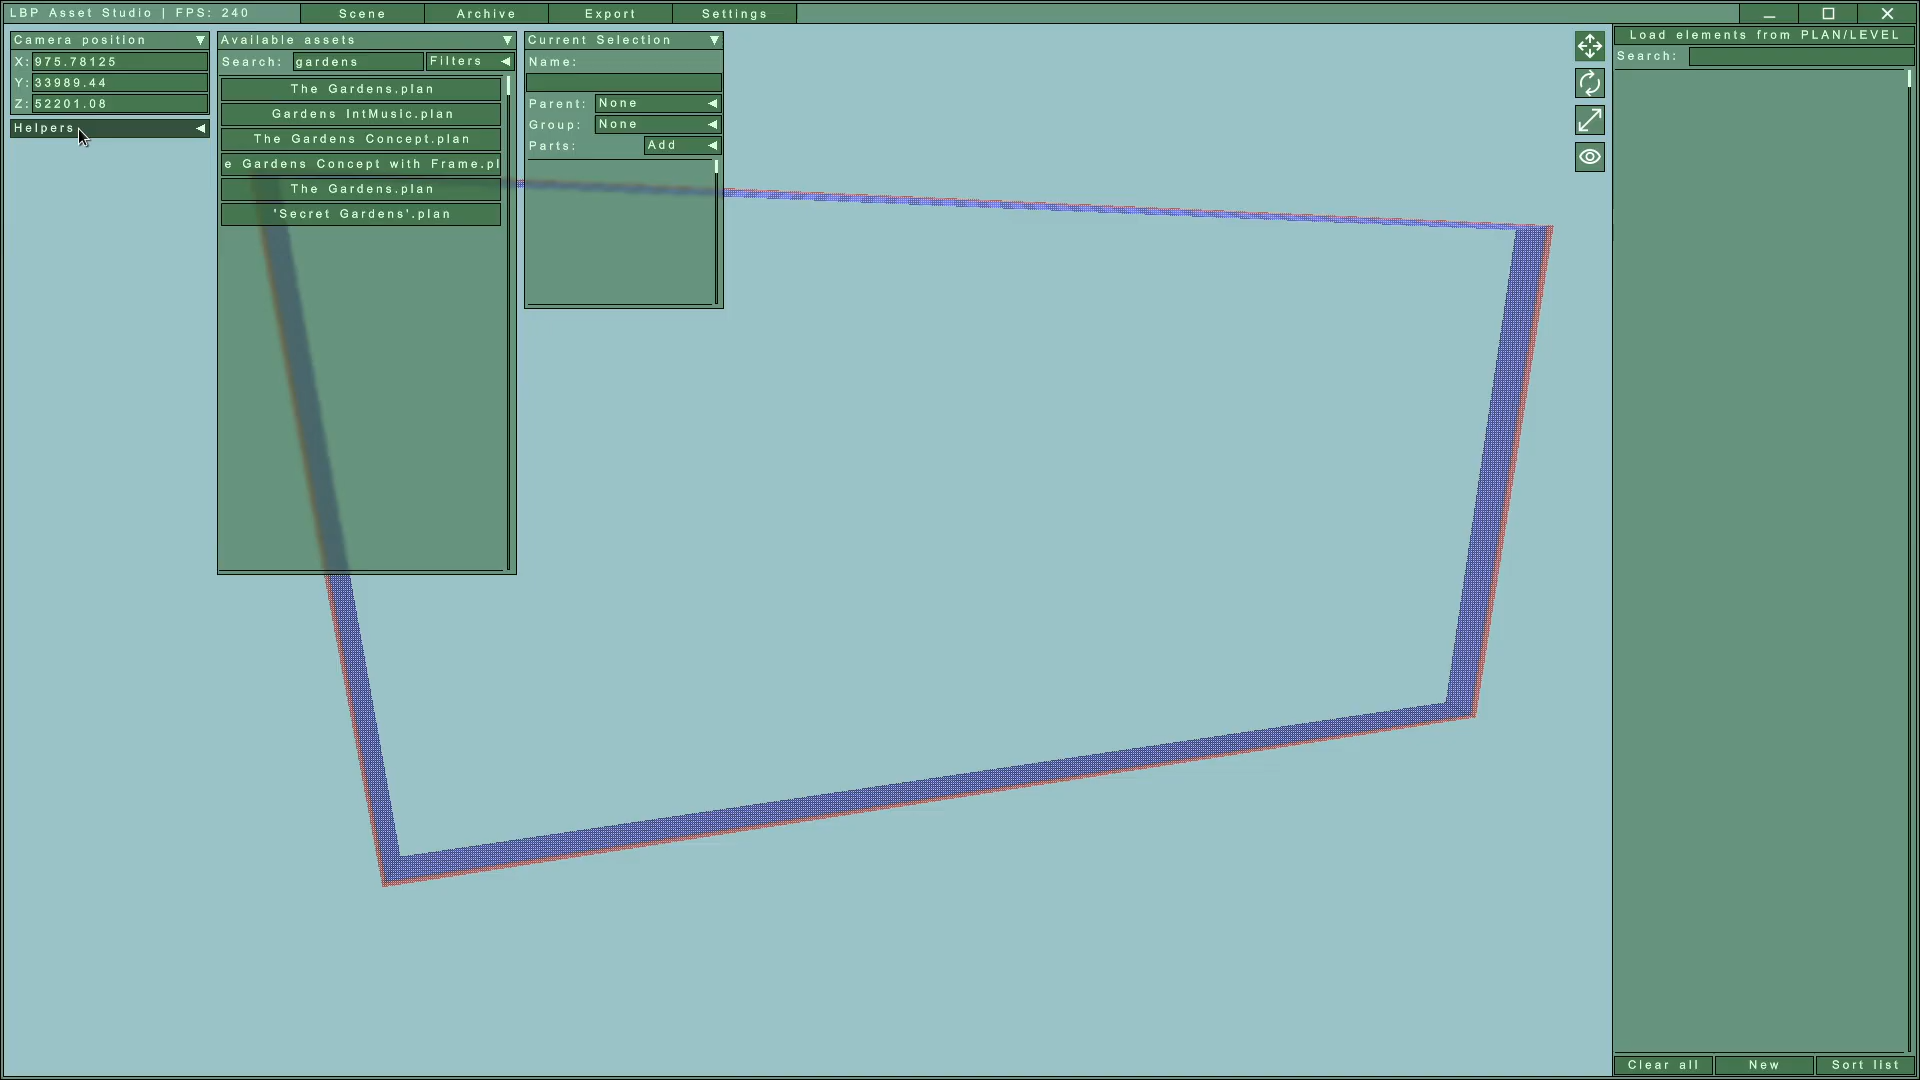 LBP Asset Studio | FPS: 240
Scene
Archive
Export
Settings
Camera position
X: 975.78125
Y: 33989.44
Z: 52201.08
Helpers
Available assets
Search: gardens
Filters
The Gardens.plan
Gardens IntMusic.plan
The Gardens Concept.plan
e Gardens Concept with Frame.pl
The Gardens.plan
'Secret Gardens'.plan
Current Selection
Name:
Parent: None
Group: None
Parts: Add
Load elements from PLAN/LEVEL
Search:
Clear all
New
Sort list